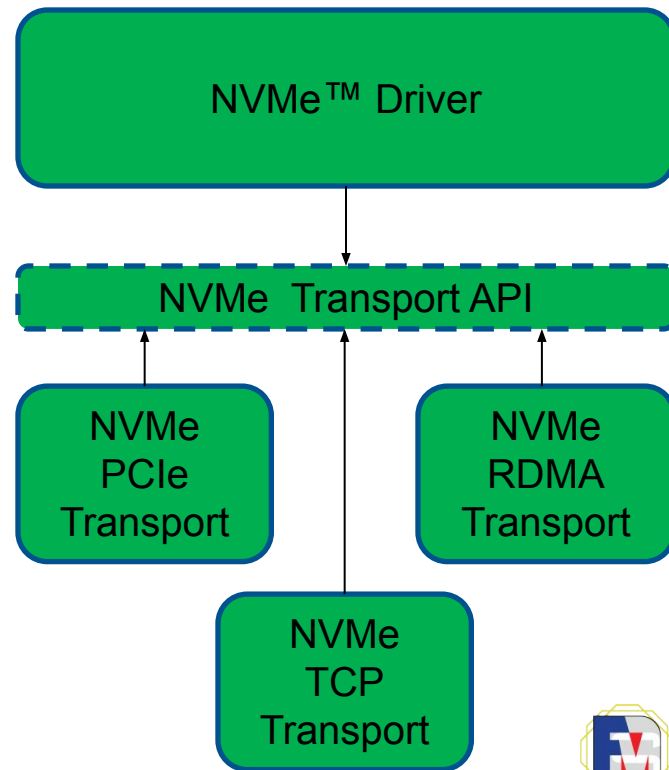 NVMe™ Driver
NVMe  Transport API
NVMe
PCIe
Transport
NVMe
RDMA
Transport
NVMe
TCP
Transport